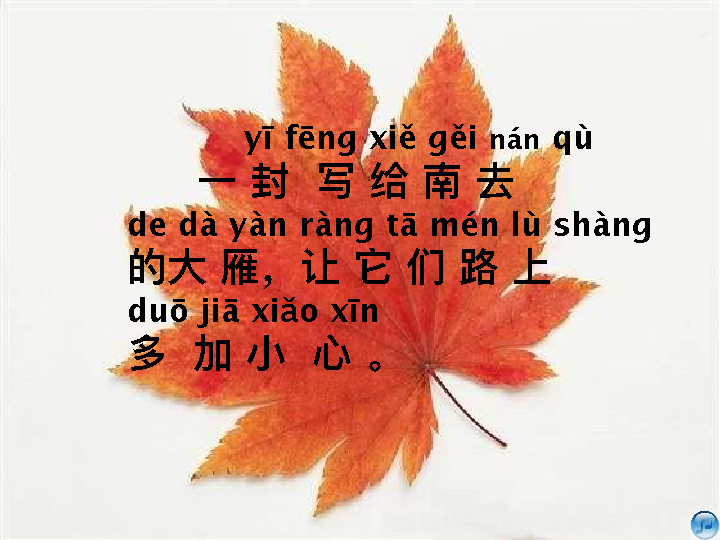 yī fēng xiě gěi nán qù
一封 写给南去
de dà yàn ràng tā mén lù shàng
的大雁，让它们路上
duō jiā xiǎo xīn
多 加小 心。